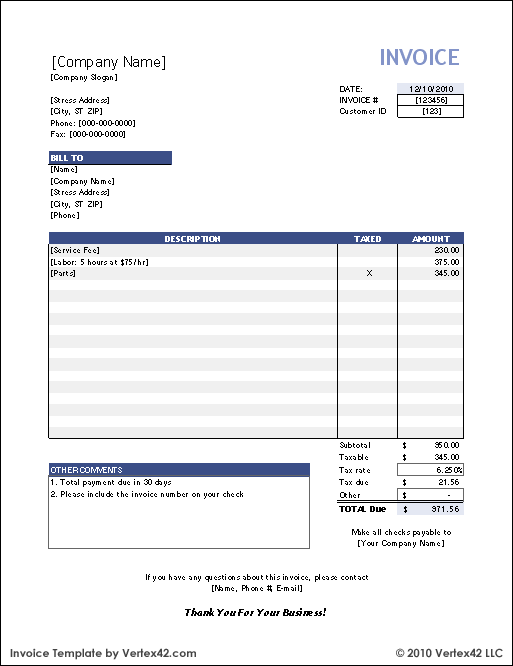 [Company Name]
INVOICE
[Company Slogan]
DATE: 12/10/2010
[Stress Address] INVOICE # [123456]
[City, ST ZIP] Customer ID [123]
Phone: [000-000-0000]
Fax: [000-000-0000]
BILL TO
[Name]
[Company Name]
[Stress Address]
[City, ST ZIP]
[Phone]
DESCRIPTION TAXED AMOUNT
[Service Fee] 230.00
[Labor: 5 hours at $75/hr] 375.00
[Parts] X 345.00
Subtotal $ 950.00
Taxable $ 345.00
Tax rate 6.250%
Tax due $ 21.56
Other $ -
TOTAL Due $ 971.56
OTHER COMMENTS
1. Total payment due in 30 days
2. Please include the invoice number on your check
Make all checks payable to
[Your Company Name]
If you have any questions about this invoice, please contact
[Name, Phone #, E-mail]
Thank You For Your Business!
Invoice Template by Vertex42.com © 2010 Vertex42 LLC